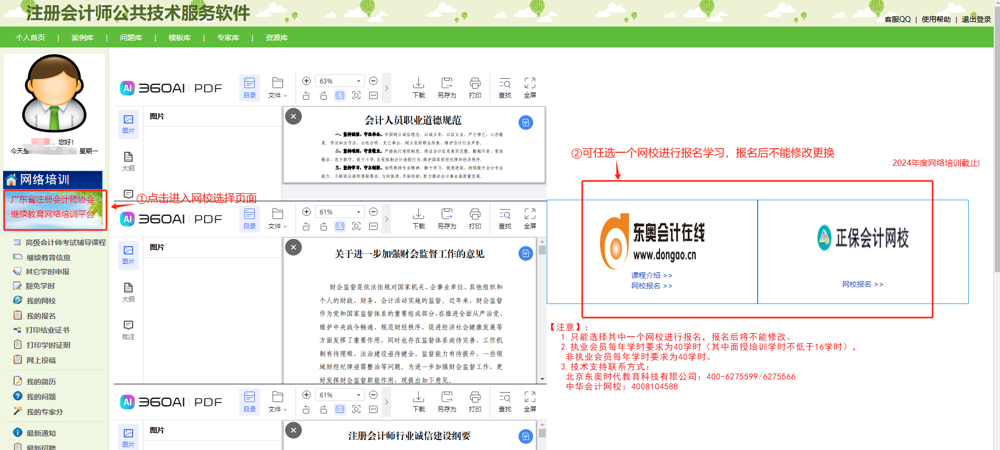 注册会计师公共技术服务软件
客服QQ | 使用帮助 | 退出登录
个人首页 | 案例库 | 问题库 | 模板库 | 专家库 | 资源库
，您好！
今天是 星期一
网络培训
广东省注册会计师协会
继续教育网络培训平台
①点击进入网校选择页面
高级会计师考试辅导课程
继续教育信息
其它学时申报
豁免学时
我的网校
我的报名
打印结业证书
打印学时证明
网上投稿
我的简历
我的问题
我的专家分
最新通知
最新招聘
AI 360AI PDF
目录
文件
63%
1:1
下载
另存为
打印
查找
全屏
图片
大纲
图片
会计人员职业道德规范
一、坚持诚信，守法奉公。牢固树立诚信理念，以诚立身、以信立业，严于律己、心存敬
畏。学法知法守法，公私分明、克己奉公，树立良好职业形象，维护会计行业声誉。
二、坚持准则，守责敬业。严格执行准则制度，保证会计信息真实完整。勤勉尽责、爱岗
敬业，忠于职守、敢于斗争，自觉抵制会计造假行为，维护国家财经纪律和经济秩序。
三、坚持学习，守正创新。始终秉持专业精神，勤于学习、锐意进取，持续提升会计专业
能力。不断适应新形势新要求，与时俱进、开拓创新，努力推动会计事业高质量发展。
AI 360AI PDF
目录
文件
61%
1:1
下载
另存为
打印
查找
全屏
图片
大纲
批注
图片
关于进一步加强财会监督工作的意见
财会监督是依法依规对国家机关、企事业单位、其他组织和
个人的财政、财务、会计活动实施的监督。近年来，财会监督
作为党和国家监督体系的重要组成部分，在推进全面从严治党、
维护中央政令畅通、规范财经秩序、促进经济社会健康发展等
方面发挥了重要作用，同时也存在监督体系尚待完善、工作机
制有待理顺、法治建设亟待健全、监督能力有待提升、一些领
域财经纪律亟需整治等问题。为进一步加强财会监督工作，更
好发挥财会监督职能作用，现提出如下意见。
AI 360AI PDF
目录
文件
61%
1:1
下载
另存为
打印
查找
全屏
图片
图片
注册会计师行业诚信建设纲要
②可任选一个网校进行报名学习，报名后不能修改更换
2024年度网络培训截止
东奥会计在线
www.dongao.cn
课程介绍 >>
网校报名 >>
正保会计网校
网校报名 >>
【注意】：
1. 只能选择其中一个网校进行报名，报名后将不能修改。
2. 执业会员每年学时要求为40学时（其中面授培训学时不低于16学时），
非执业会员每年学时要求为40学时。
3. 技术支持联系方式：
北京东奥时代教育科技有限公司：400-6275599/6275566
中华会计网校：4008104588